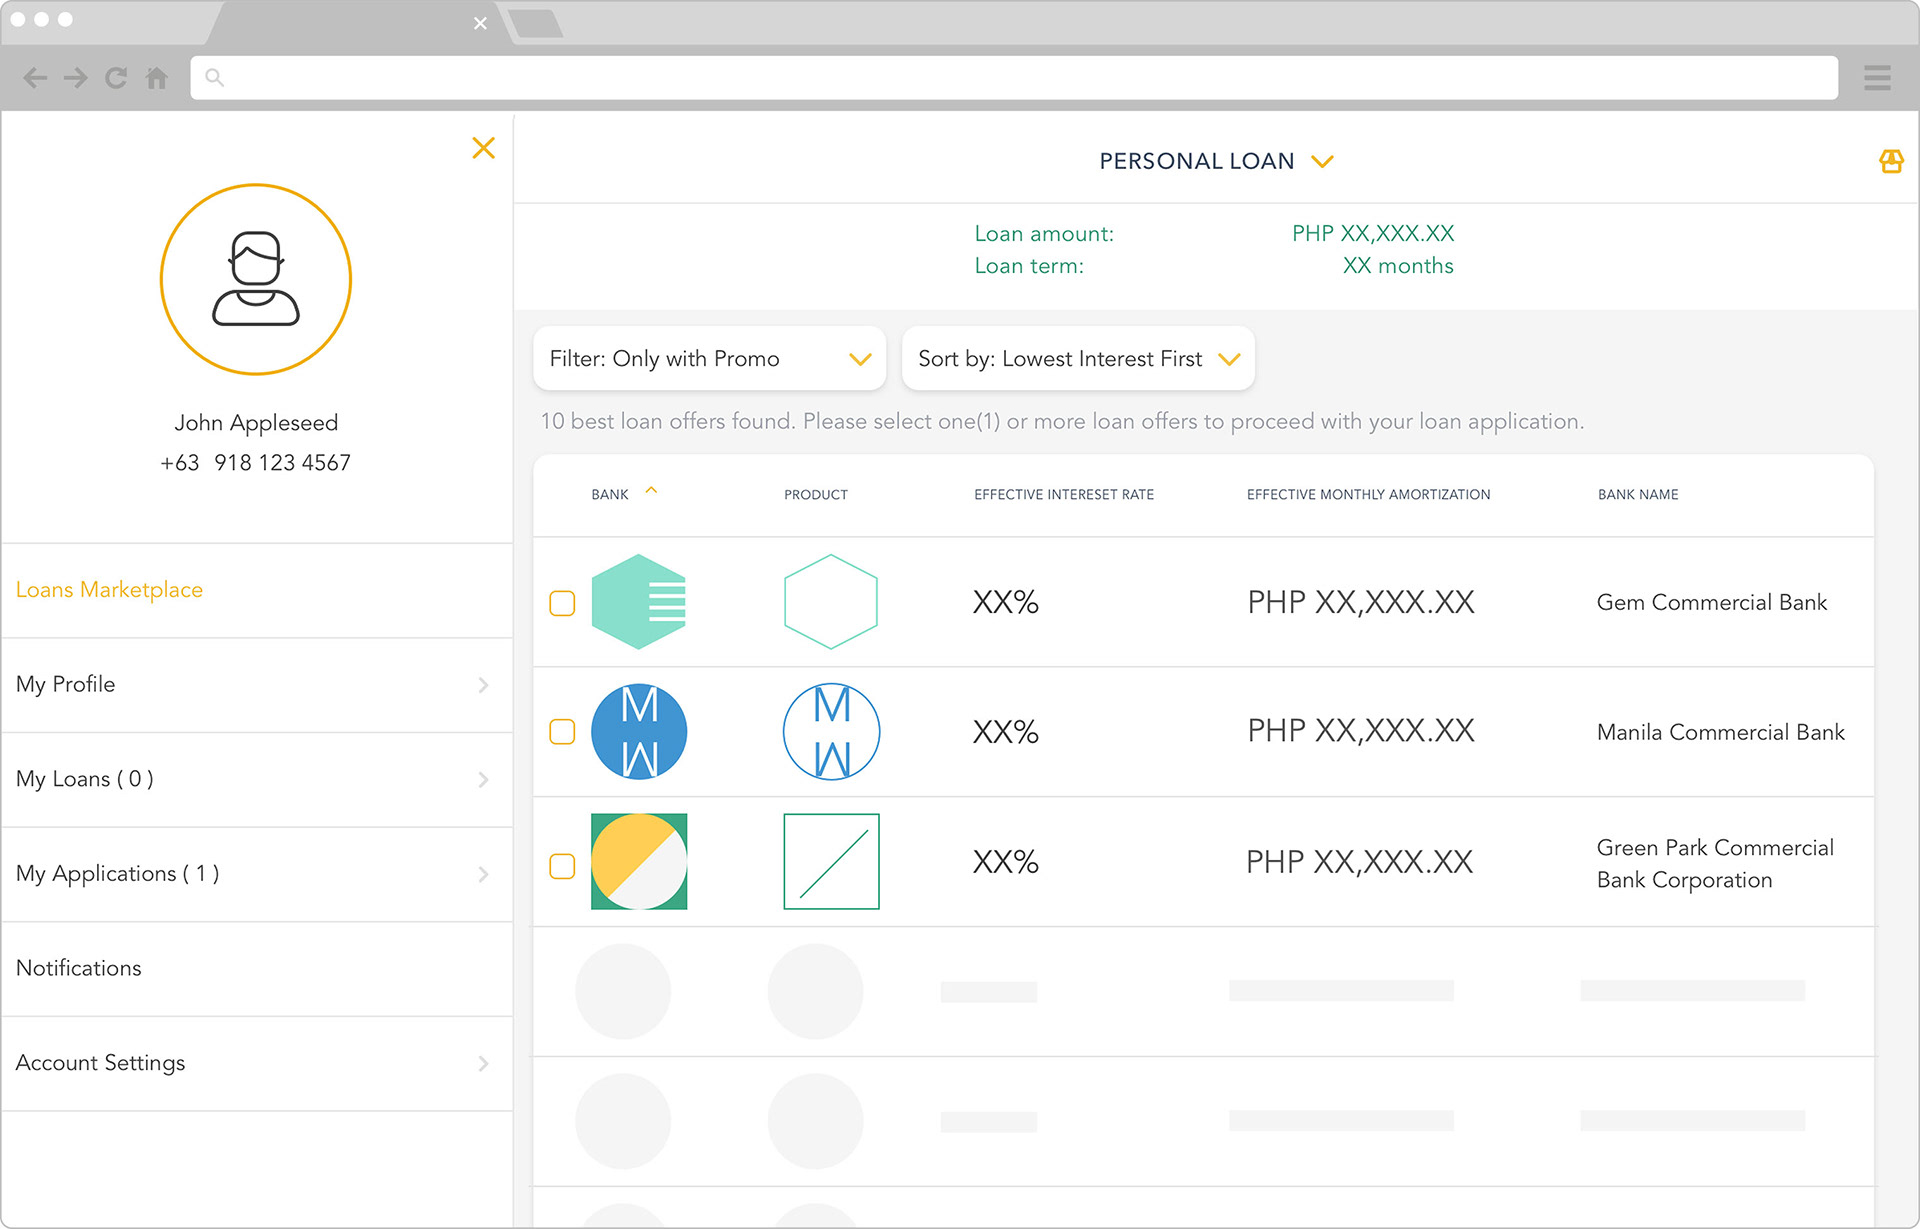 John Appleseed
+63 918 123 4567
Loans Marketplace
My Profile
My Loans ( 0 )
My Applications ( 1 )
Notifications
Account Settings
PERSONAL LOAN
Loan amount: PHP XX,XXX.XX
Loan term: XX months
Filter: Only with Promo
Sort by: Lowest Interest First
10 best loan offers found. Please select one(1) or more loan offers to proceed with your loan application.
BANK PRODUCT EFFECTIVE INTERESET RATE EFFECTIVE MONTHLY AMORTIZATION BANK NAME
XX% PHP XX,XXX.XX Gem Commercial Bank
M M
M M
XX% PHP XX,XXX.XX Manila Commercial Bank
XX% PHP XX,XXX.XX Green Park Commercial
Bank Corporation